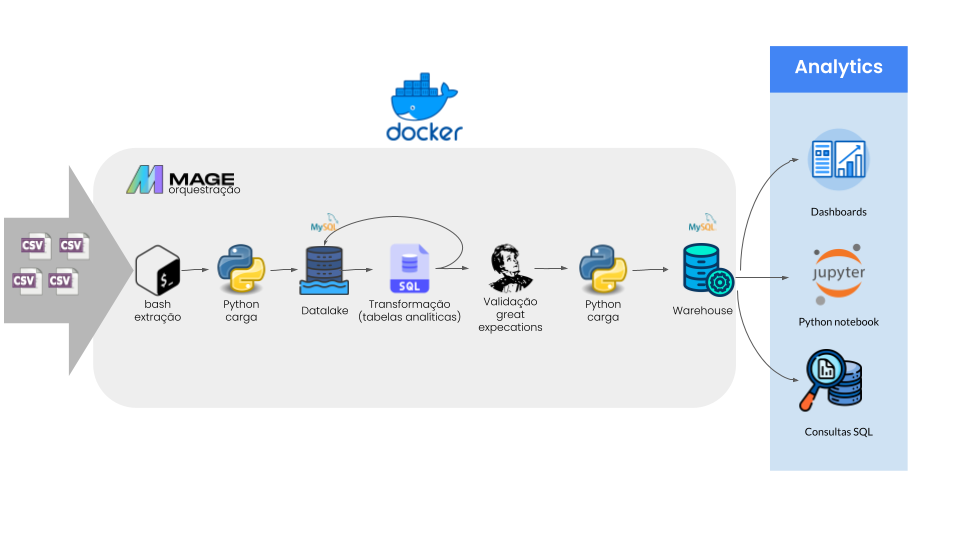 Analytics
docker
MAGE
orquestração
CSV
CSV
CSV
CSV
$_
bash
extração
Python
carga
MySQL
Datalake
SQL
Transformação
(tabelas analíticas)
Validação
great
expecations
Python
carga
MySQL
Warehouse
Dashboards
jupyter
Python notebook
Consultas SQL